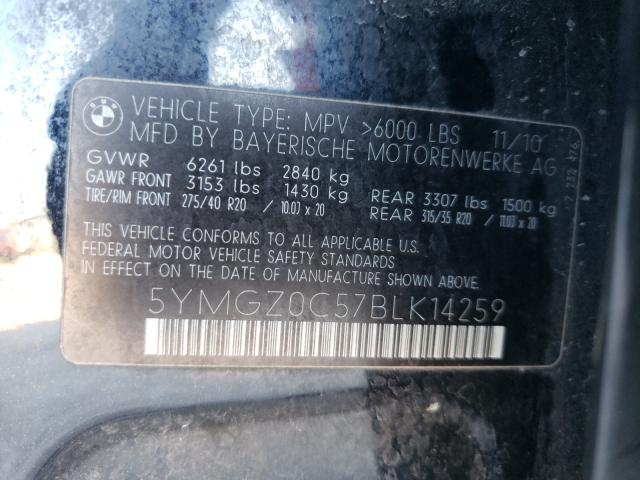 BMW
VEHICLE TYPE: MPV >6000 LBS 11/10
MFD BY BAYERISCHE MOTORENWERKE AG
GVWR 6261 lbs 2840 kg
GAWR FRONT 3153 lbs 1430 kg REAR 3307 lbs 1500 kg
TIRE/RIM FRONT 275/40 R20 / 10.0J x 20 REAR 315/35 R20 / 11.0J x 20
THIS VEHICLE CONFORMS TO ALL APPLICABLE U.S.
FEDERAL MOTOR VEHICLE SAFETY STANDARDS
IN EFFECT ON THE DATE OF MANUFACTURE SHOWN ABOVE.
5YMGZ0C57BLK14259